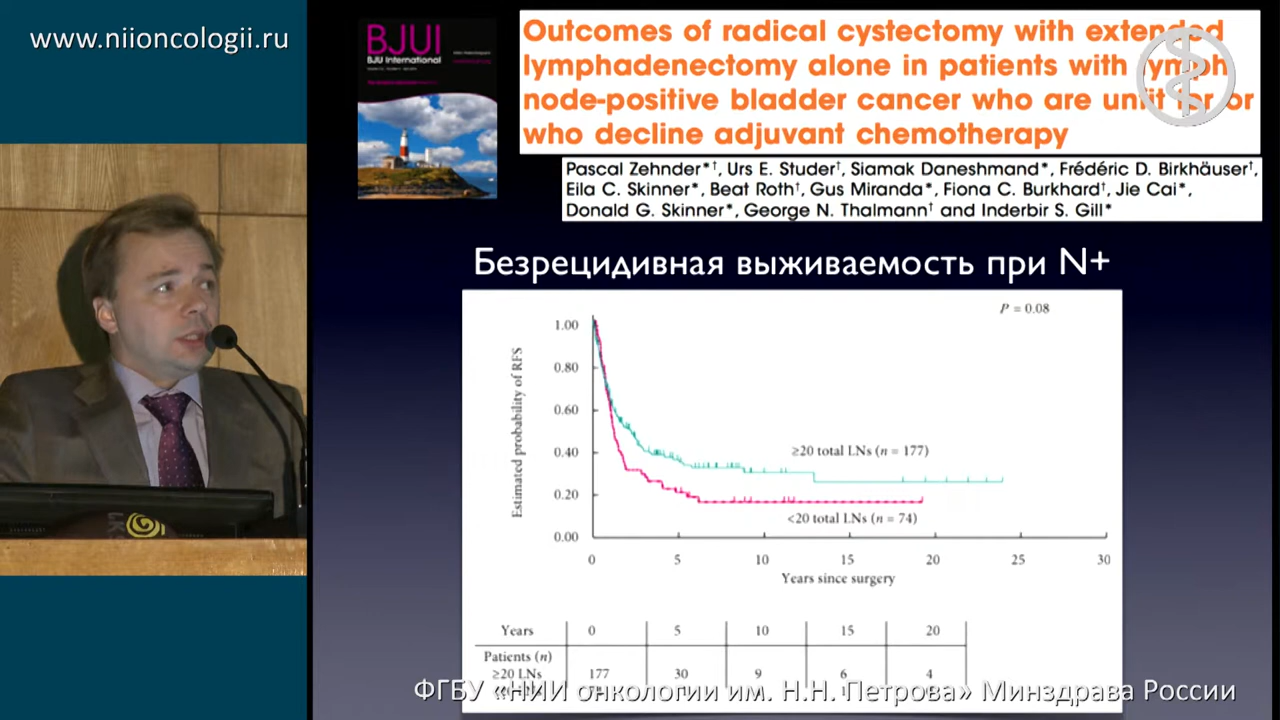 www.niioncologii.ru
BJUI
BJU International
Outcomes of radical cystectomy with extended
lymphadenectomy alone in patients with lymph
node-positive bladder cancer who are unfit for or
who decline adjuvant chemotherapy
Pascal Zehnder*†, Urs E. Studer†, Siamak Daneshmand*, Frédéric D. Birkhäuser†,
Eila C. Skinner*, Beat Roth†, Gus Miranda*, Fiona C. Burkhard†, Jie Cai*,
Donald G. Skinner*, George N. Thalmann† and Inderbir S. Gill*
Безрецидивная выживаемость при N+
P = 0.08
Estimated probability of RFS
1.00
0.80
0.60
0.40
0.20
0.00
≥20 total LNs (n = 177)
<20 total LNs (n = 74)
0 5 10 15 20 25 30
Years since surgery
Years 0 5 10 15 20
Patients (n)
≥20 LNs 177 30 9 6 4
ФГБУ «НИИ онкологии им. Н.Н. Петрова» Минздрава России